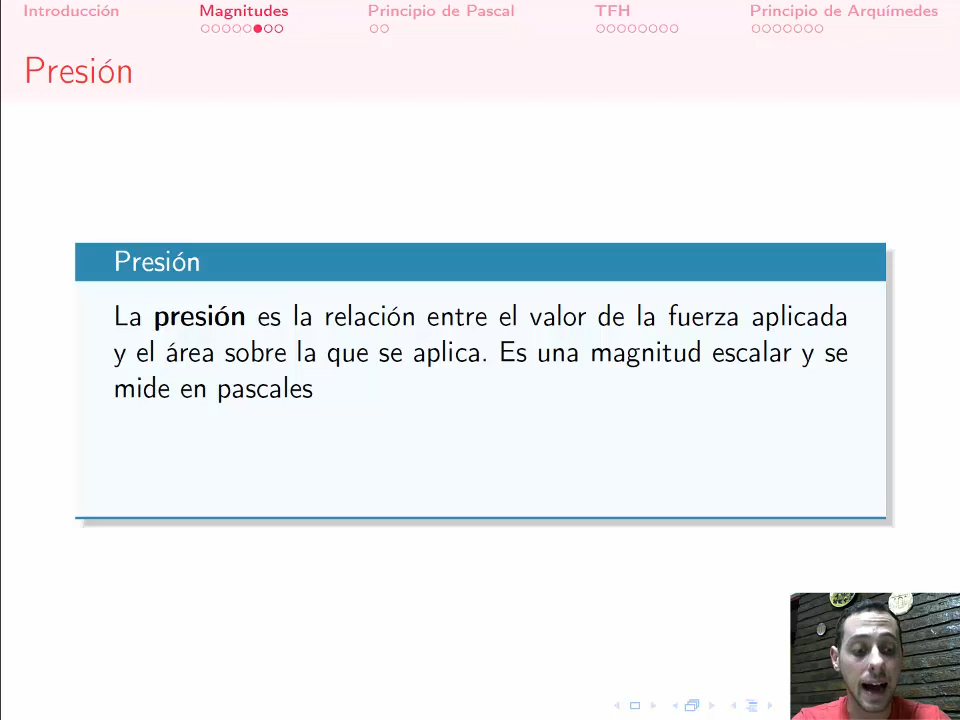 Introducción Magnitudes Principio de Pascal TFH Principio de Arquímedes
Presión
Presión
La presión es la relación entre el valor de la fuerza aplicada
y el área sobre la que se aplica. Es una magnitud escalar y se
mide en pascales